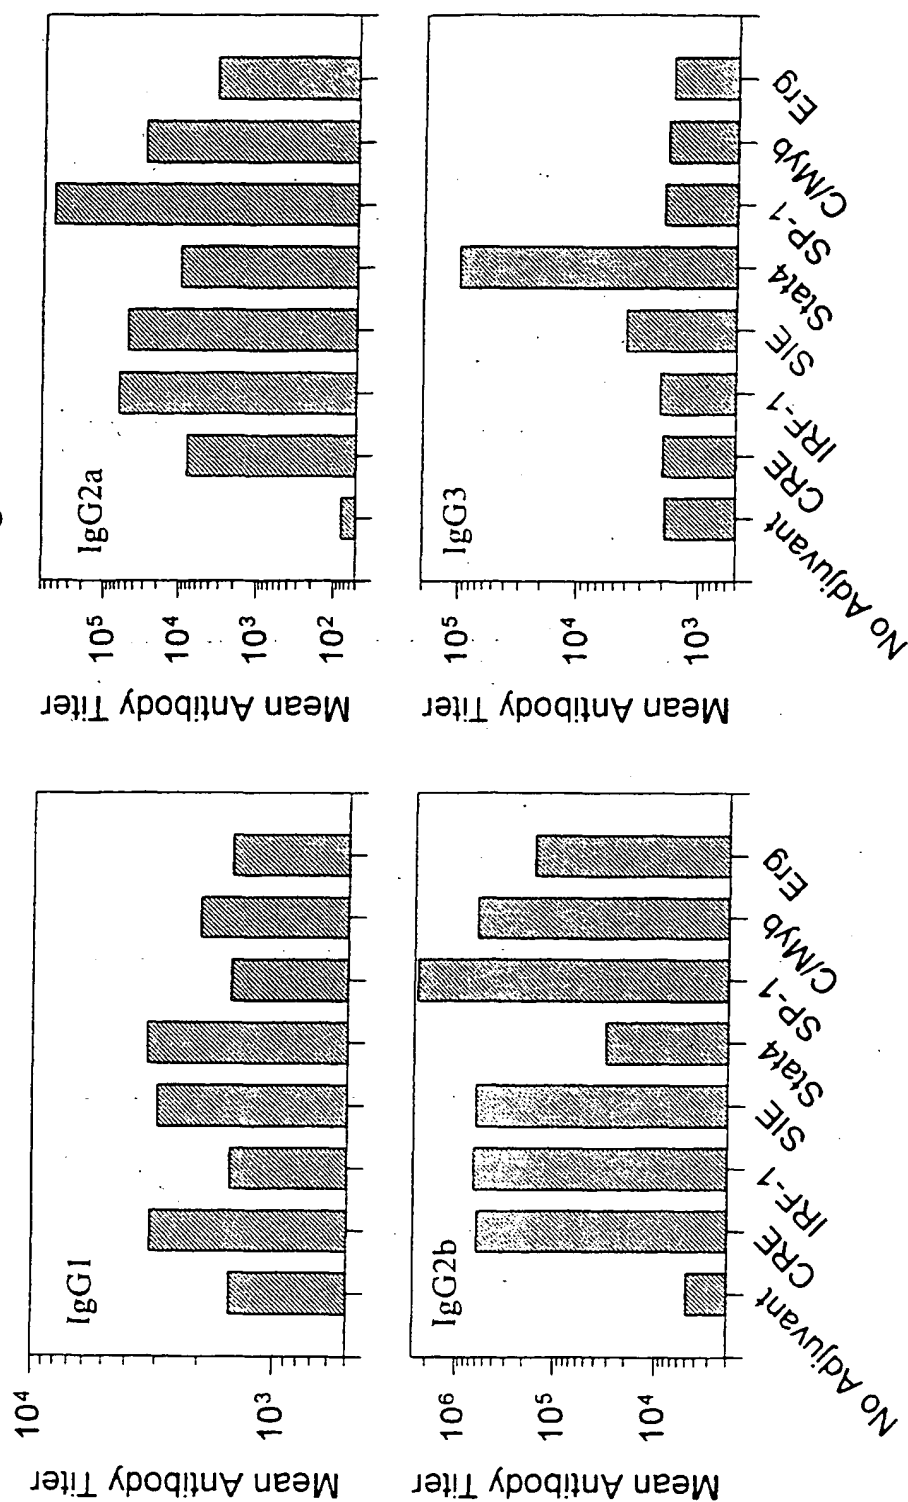 IgG1
Mean Antibody Titer
10⁴
10³
IgG2a
Mean Antibody Titer
10⁵
10⁴
10³
10²
IgG2b
Mean Antibody Titer
10⁶
10⁵
10⁴
No Adjuvant
CRE
IRF-1
SIE
Stat4
SP-1
C/Myb
Erg
IgG3
Mean Antibody Titer
10⁵
10⁴
10³
No Adjuvant
CRE
IRF-1
SIE
Stat4
SP-1
C/Myb
Erg